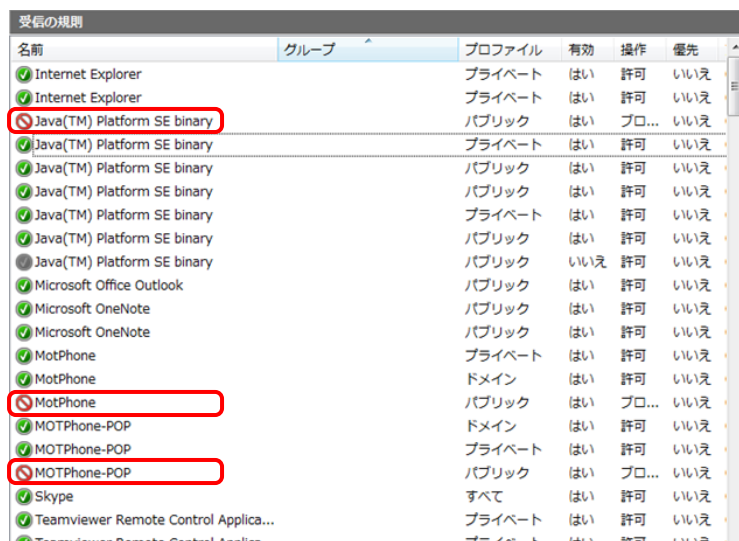 受信の規則
名前 グループ プロファイル 有効 操作 優先
Internet Explorer プライベート はい 許可 いいえ
Internet Explorer プライベート はい 許可 いいえ
Java(TM) Platform SE binary パブリック はい ブロ... いいえ
Java(TM) Platform SE binary プライベート はい 許可 いいえ
Java(TM) Platform SE binary パブリック はい 許可 いいえ
Java(TM) Platform SE binary パブリック はい 許可 いいえ
Java(TM) Platform SE binary プライベート はい 許可 いいえ
Java(TM) Platform SE binary パブリック はい 許可 いいえ
Java(TM) Platform SE binary パブリック いいえ 許可 いいえ
Microsoft Office Outlook パブリック はい 許可 いいえ
Microsoft OneNote パブリック はい 許可 いいえ
Microsoft OneNote パブリック はい 許可 いいえ
MotPhone プライベート はい 許可 いいえ
MotPhone ドメイン はい 許可 いいえ
MotPhone パブリック はい ブロ... いいえ
MOTPhone-POP ドメイン はい 許可 いいえ
MOTPhone-POP プライベート はい 許可 いいえ
MOTPhone-POP パブリック はい ブロ... いいえ
Skype すべて はい 許可 いいえ
Teamviewer Remote Control Applica... プライベート はい 許可 いいえ